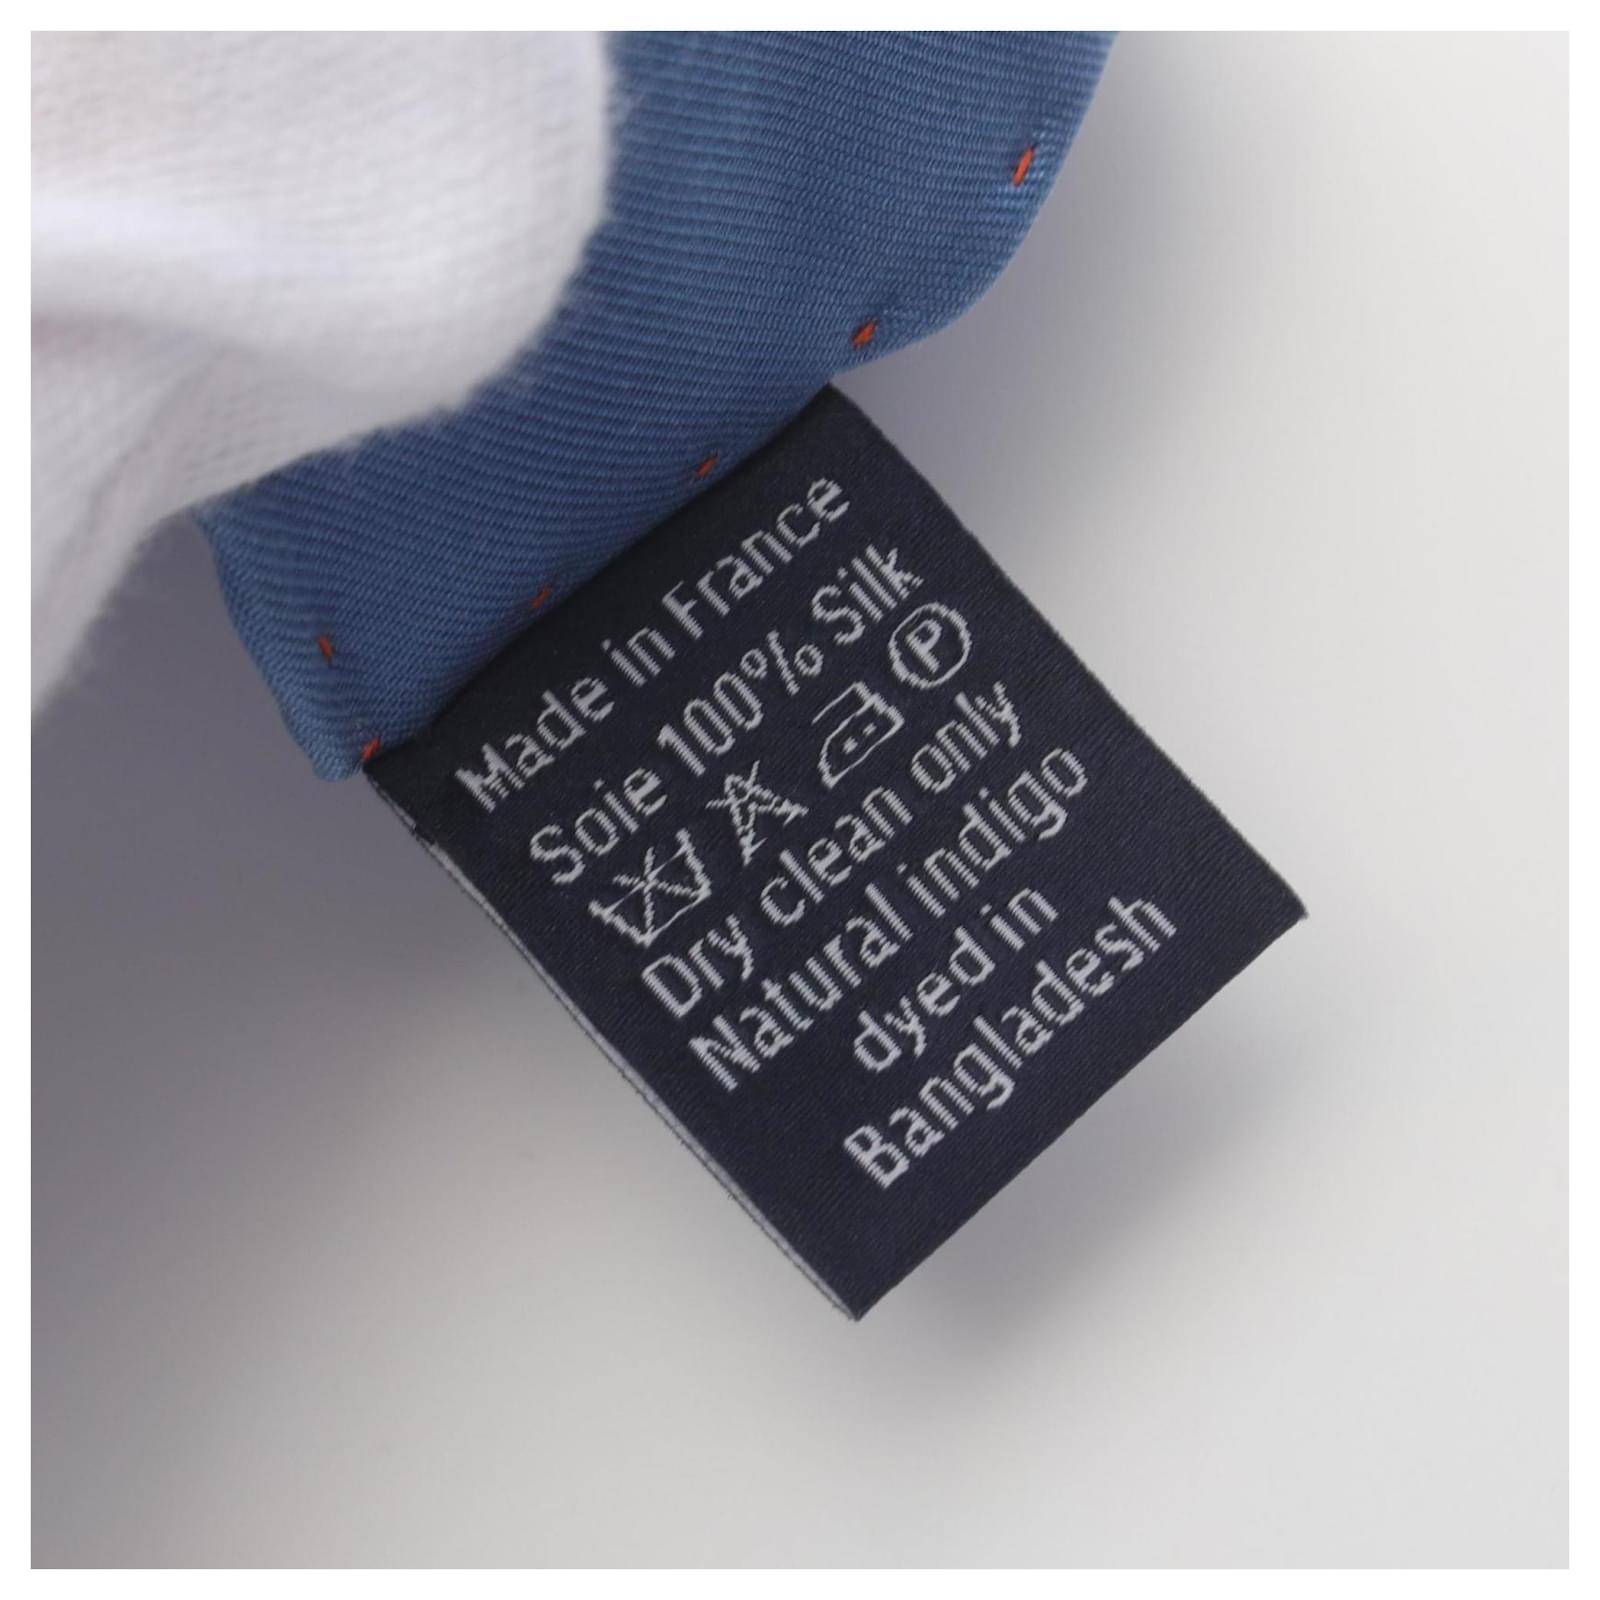 Made in France
Soie 100% Silk
P
Dry clean only
Natural indigo
dyed in
Bangladesh